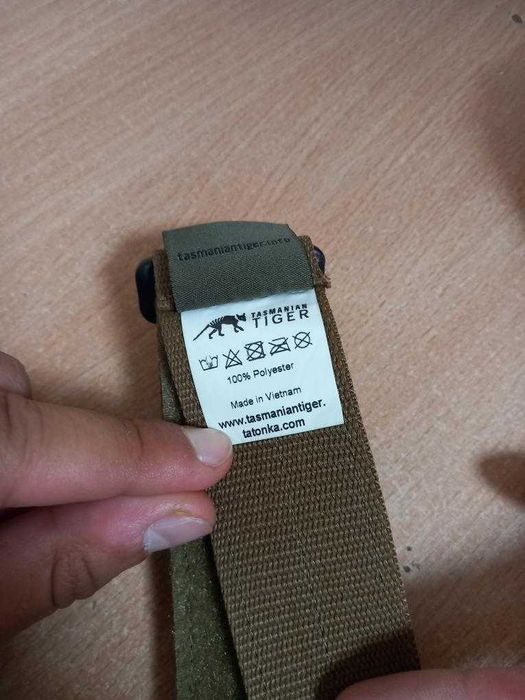 tasmaniantiger.info
TASMANIAN
TIGER
100% Polyester
Made in Vietnam
www.tasmaniantiger.
tatonka.com